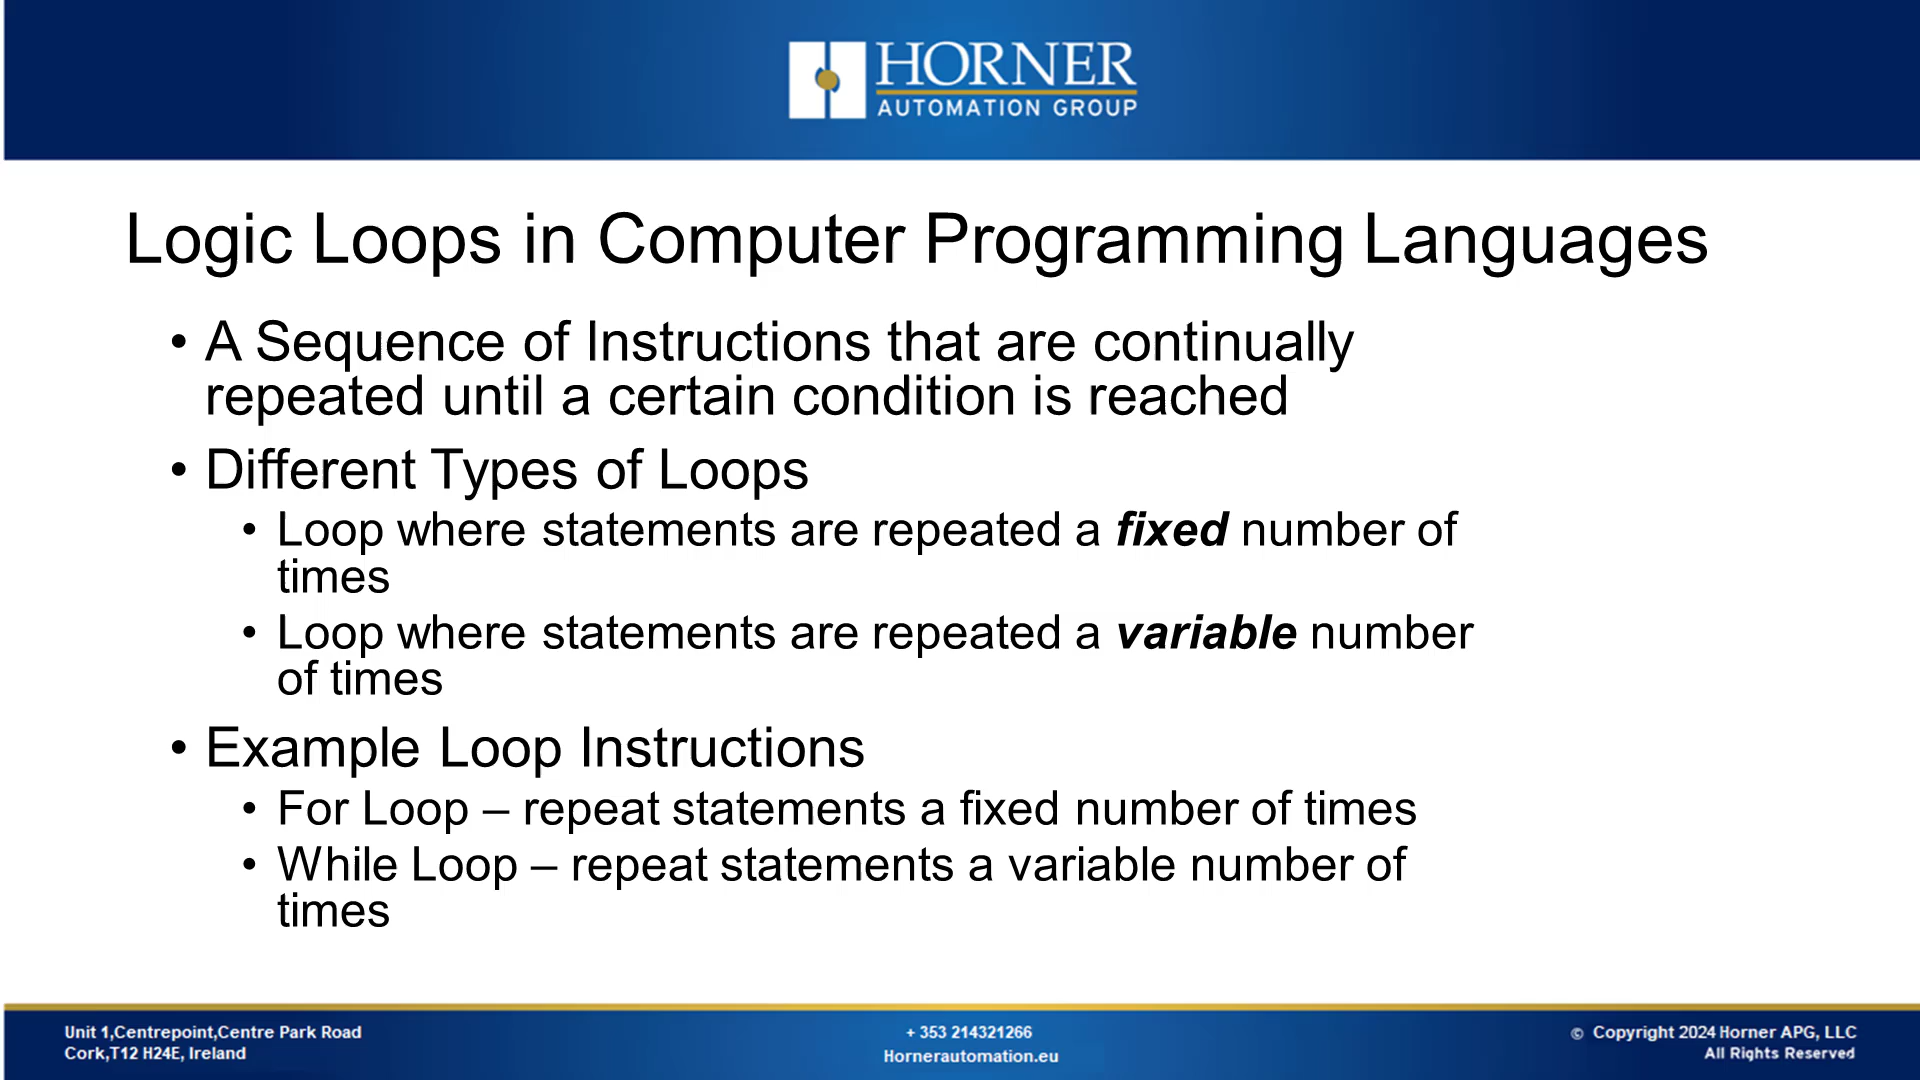 HORNER
AUTOMATION GROUP
Logic Loops in Computer Programming Languages
• A Sequence of Instructions that are continually
repeated until a certain condition is reached
• Different Types of Loops
• Loop where statements are repeated a fixed number of
times
• Loop where statements are repeated a variable number
of times
• Example Loop Instructions
• For Loop – repeat statements a fixed number of times
• While Loop – repeat statements a variable number of
times
Unit 1,Centrepoint,Centre Park Road
Cork,T12 H24E, Ireland
+ 353 214321266
Hornerautomation.eu
© Copyright 2024 Horner APG, LLC
All Rights Reserved